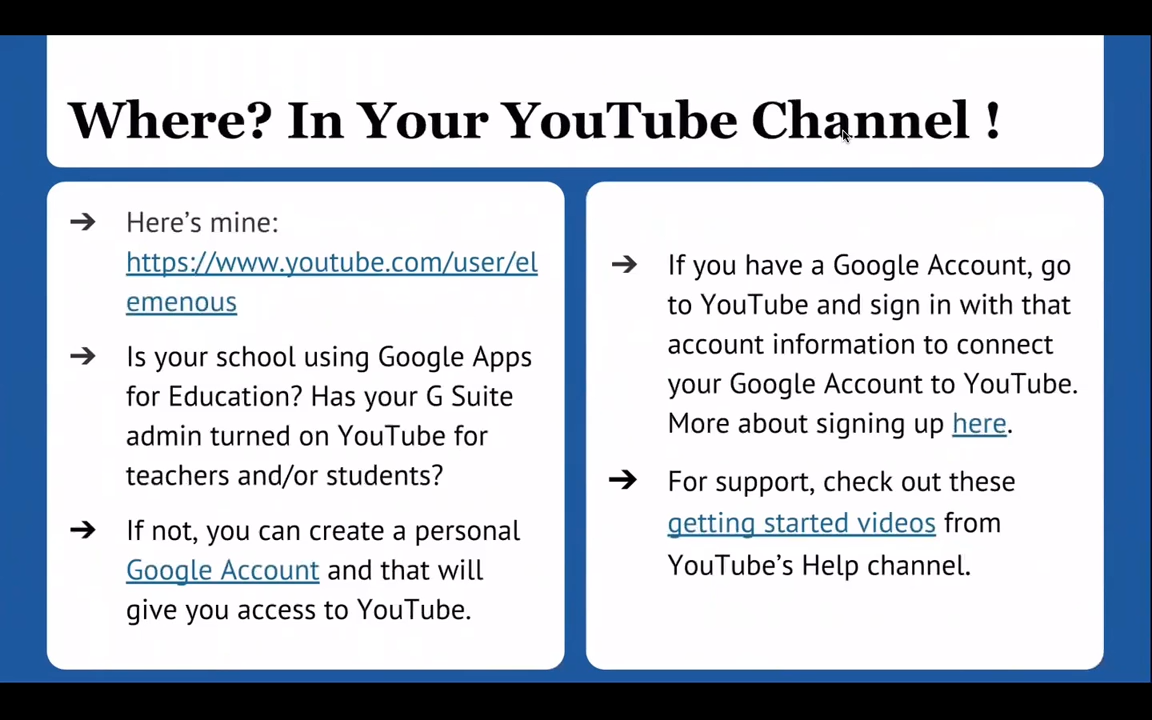 Where? In Your YouTube Channel !
➔ Here’s mine:
https://www.youtube.com/user/el
emenous
➔ Is your school using Google Apps
for Education? Has your G Suite
admin turned on YouTube for
teachers and/or students?
➔ If not, you can create a personal
Google Account and that will
give you access to YouTube.
➔ If you have a Google Account, go
to YouTube and sign in with that
account information to connect
your Google Account to YouTube.
More about signing up here.
➔ For support, check out these
getting started videos from
YouTube’s Help channel.